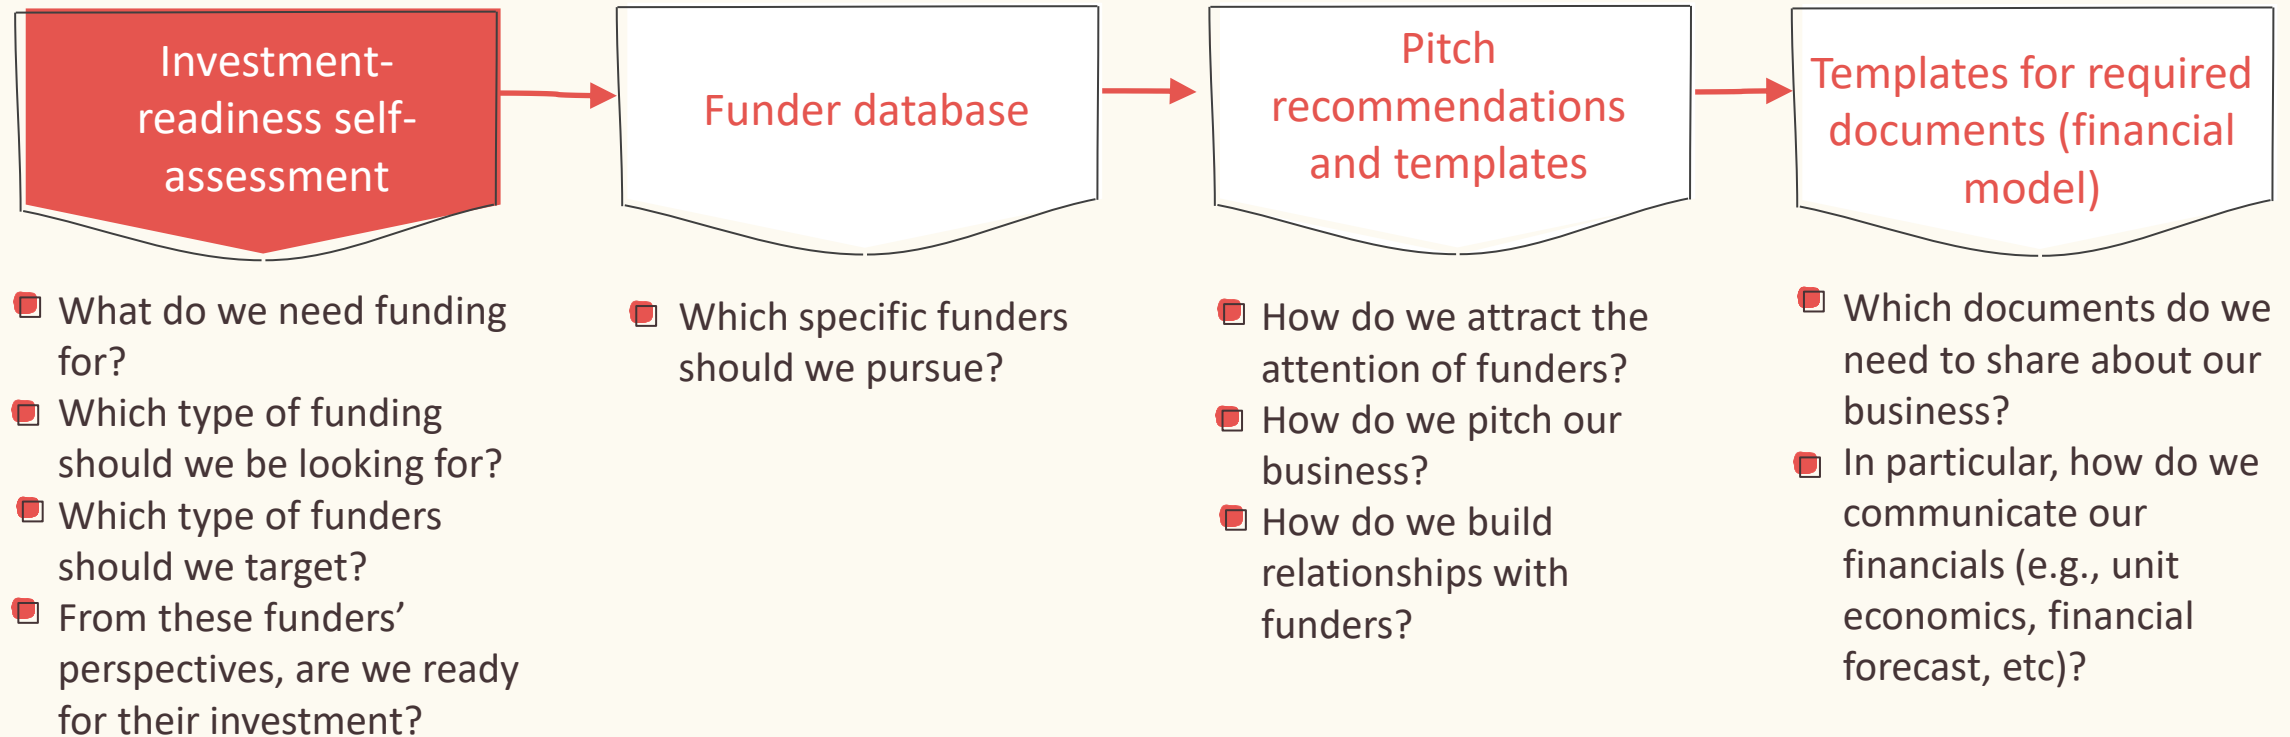 Investment-
readiness self-
assessment
Funder database
Pitch
recommendations
and templates
Templates for required
documents (financial
model)
What do we need funding
for?
Which type of funding
should we be looking for?
Which type of funders
should we target?
From these funders’
perspectives, are we ready
for their investment?
Which specific funders
should we pursue?
How do we attract the
attention of funders?
How do we pitch our
business?
How do we build
relationships with
funders?
Which documents do we
need to share about our
business?
In particular, how do we
communicate our
financials (e.g., unit
economics, financial
forecast, etc)?